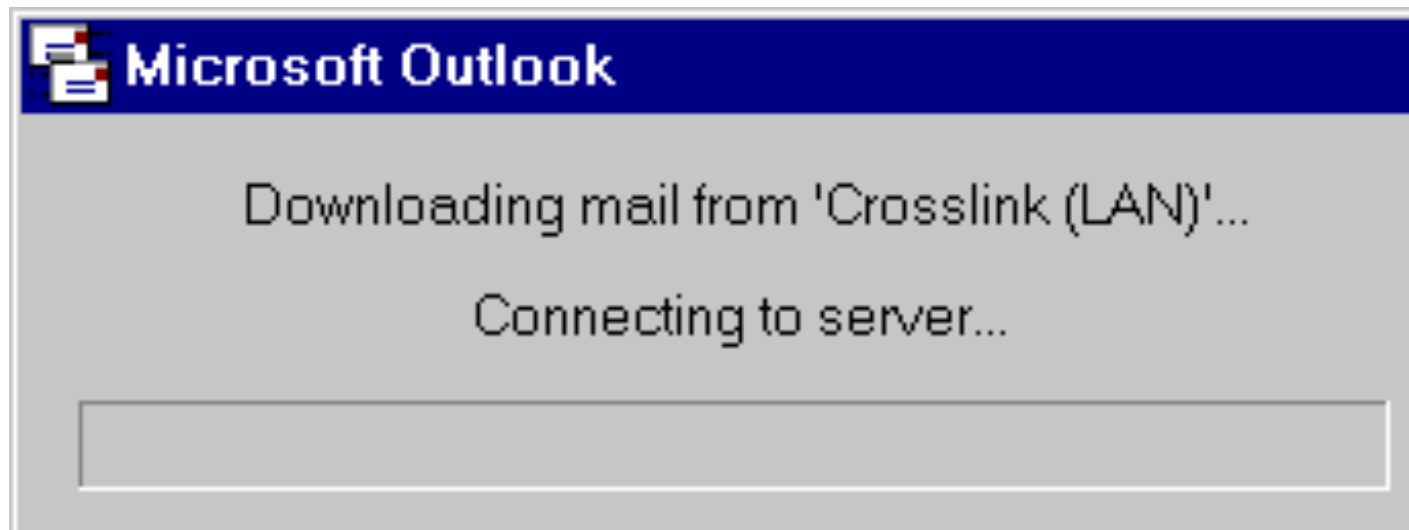 Microsoft Outlook
Downloading mail from 'Crosslink (LAN)'...
Connecting to server...